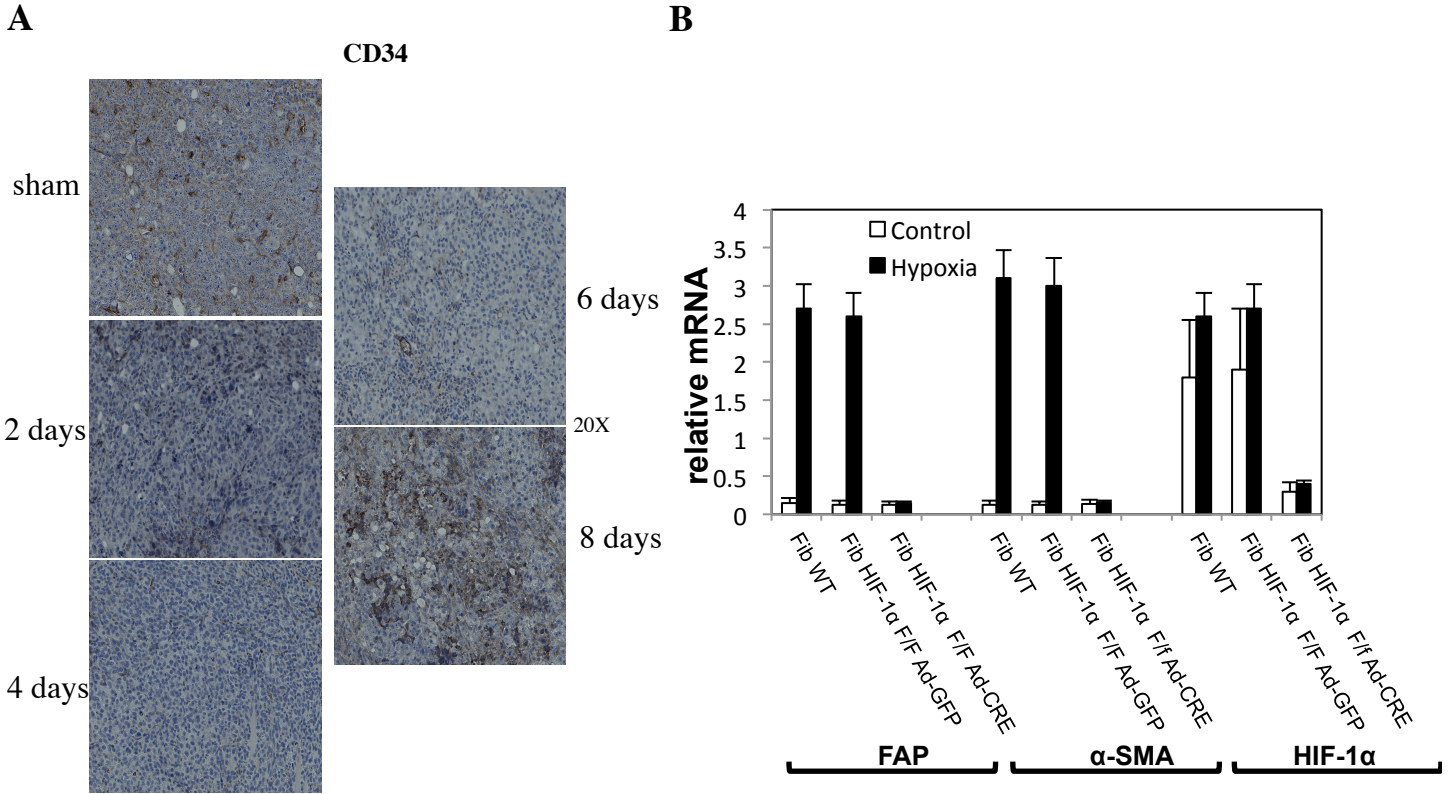 A
CD34
sham
2 days
4 days
6 days
20X
8 days
B
relative mRNA
4
3.5
3
2.5
2
1.5
1
0.5
0
Control
Hypoxia
Fib WT
Fib HIF-1α F/F Ad-GFP
Fib HIF-1α F/F Ad-CRE
Fib WT
Fib HIF-1α F/F Ad-GFP
Fib HIF-1α F/f Ad-CRE
Fib WT
Fib HIF-1α F/F Ad-GFP
Fib HIF-1α F/f Ad-CRE
FAP
α-SMA
HIF-1α